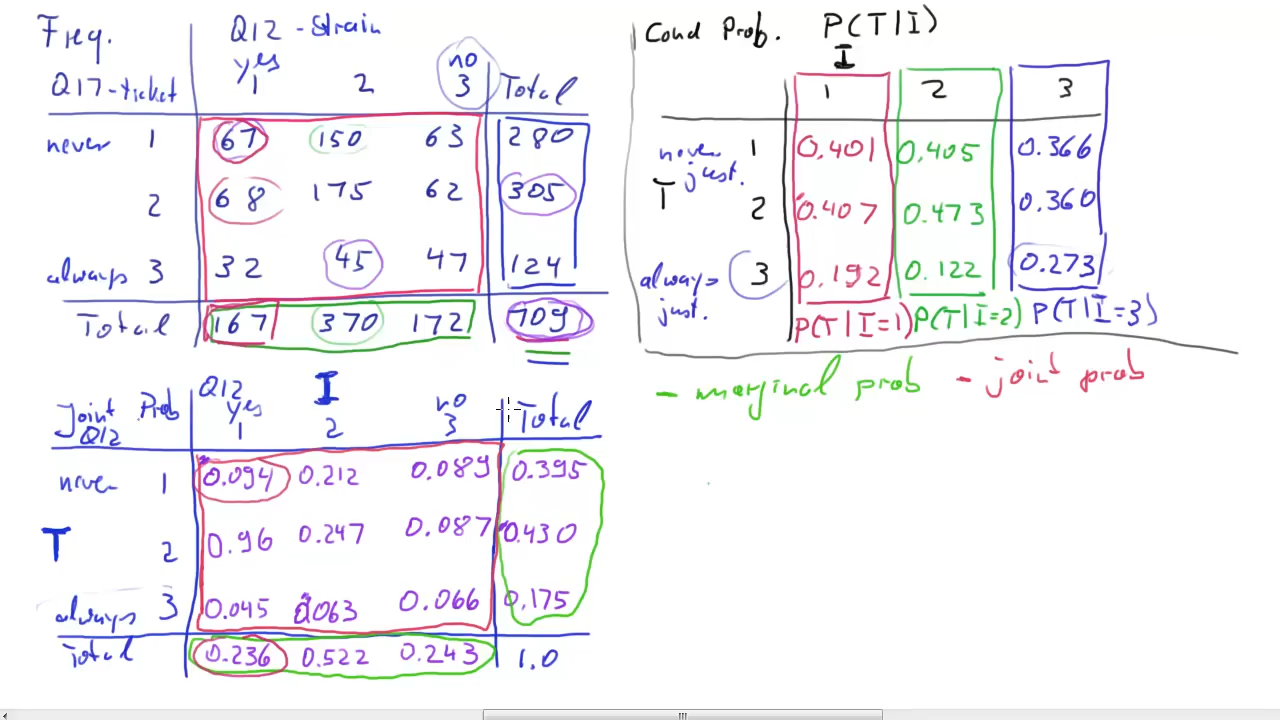 Freq. Q12 - Strain
yes no
Q17-ticket 1 2 3 Total
never 1 67 150 63 280
2 68 175 62 305
always 3 32 45 47 124
Total 167 370 172 709
Joint Prob Q12 I
Q12 yes no
1 2 3 Total
never 1 0.094 0.212 0.089 0.395
T 2 0.96 0.247 0.087 0.430
always 3 0.045 0.063 0.066 0.175
Total 0.236 0.522 0.243 1.0
Cond Prob. P(T|I)
I
1 2 3
never just. 1 0.401 0.405 0.366
T 2 0.407 0.473 0.360
always just. 3 0.192 0.122 0.273
P(T|I=1) P(T|I=2) P(T|I=3)
- marginal prob - joint prob